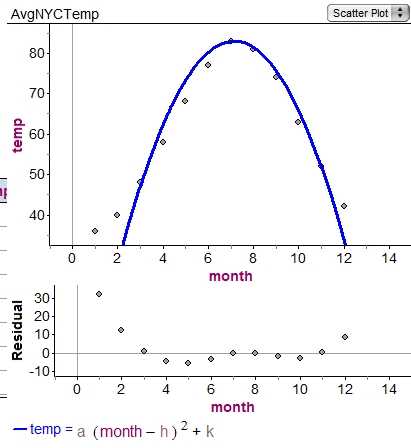 AvgNYCTemp
Scatter Plot
temp
80
70
60
50
40
0 2 4 6 8 10 12 14
month
Residual
30
20
10
0
-10
0 2 4 6 8 10 12 14
month
temp = a (month – h)² + k